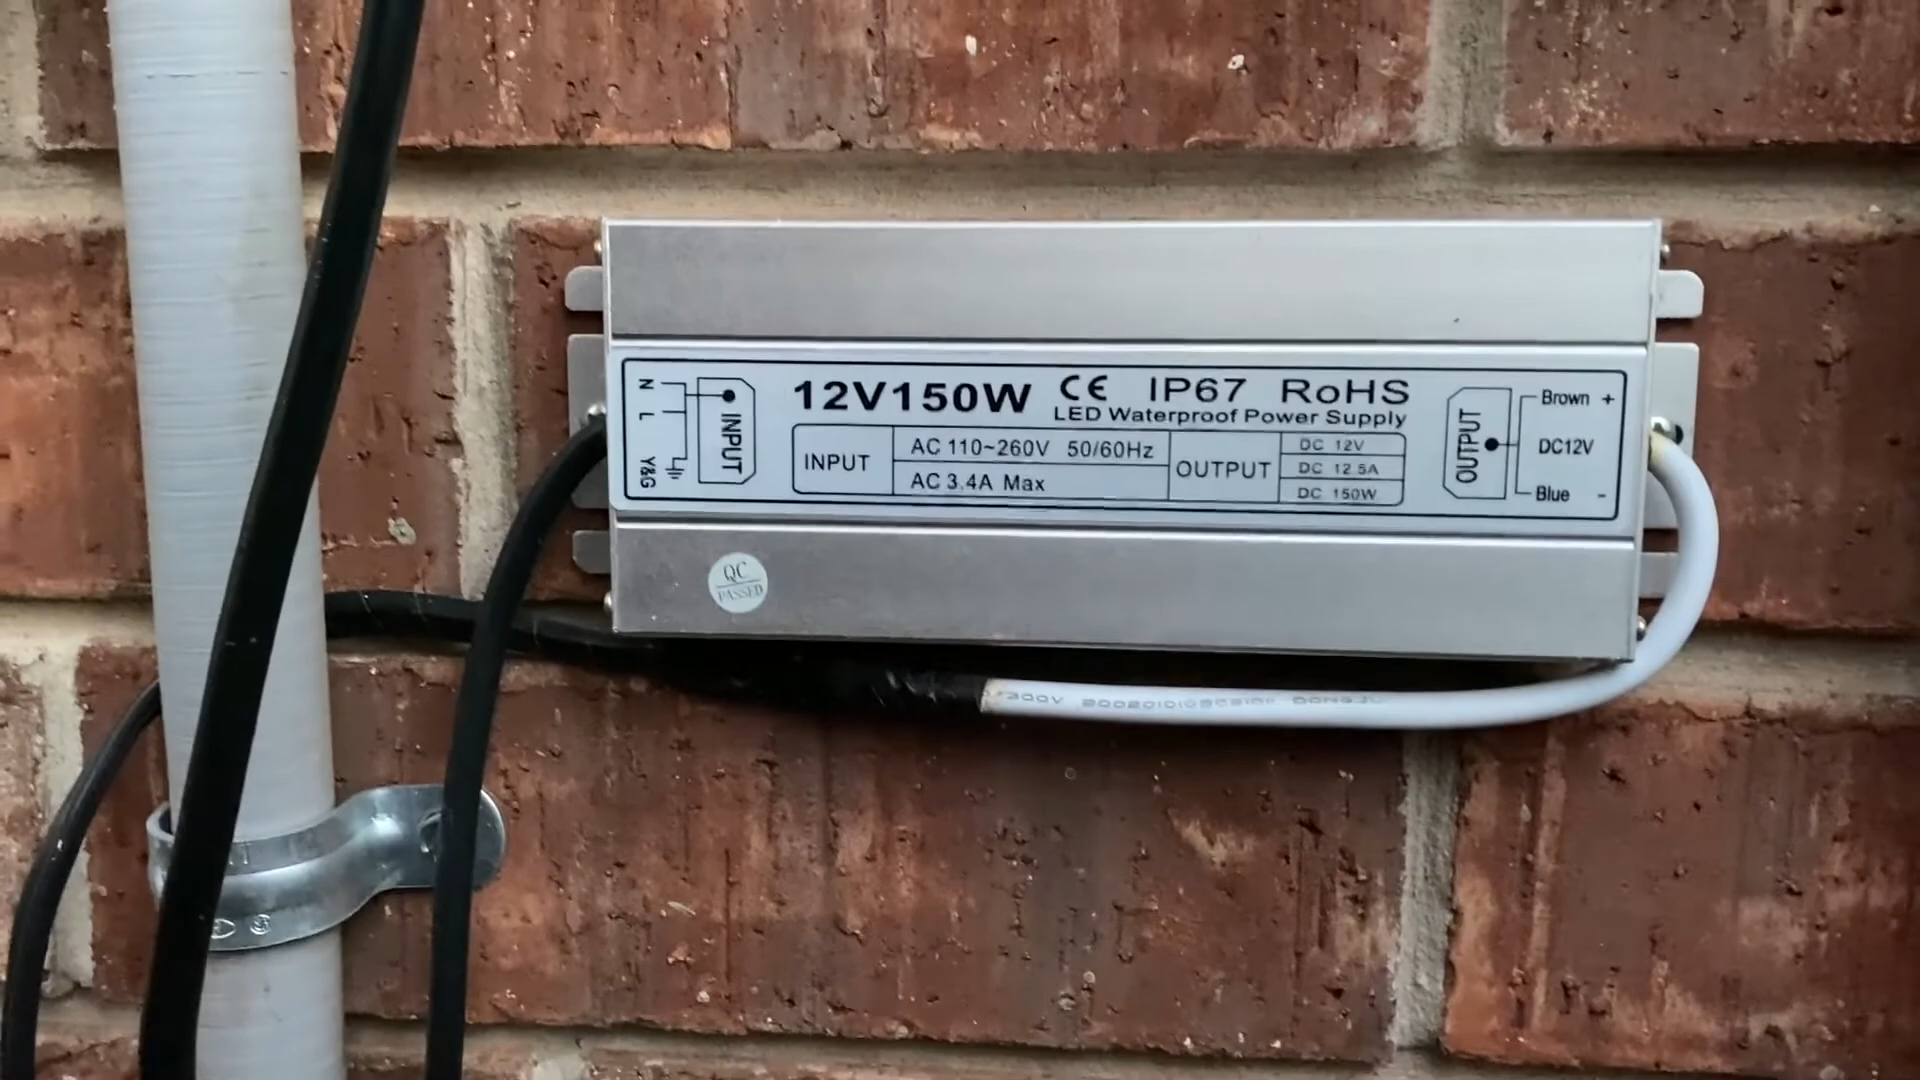 N
L
Y&G
INPUT
12V150W CE IP67 RoHS
LED Waterproof Power Supply
INPUT
AC 110~260V 50/60Hz
AC 3.4A Max
OUTPUT
DC 12V
DC 12.5A
DC 150W
OUTPUT
Brown +
DC12V
Blue -
QC
PASSED
300V